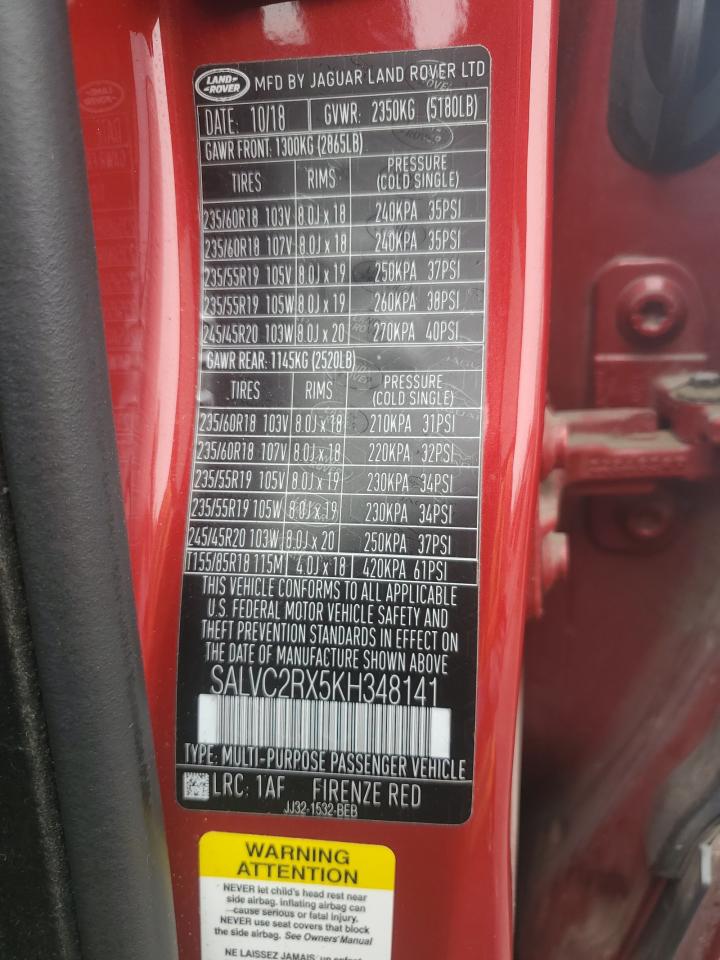 LAND ROVER MFD BY JAGUAR LAND ROVER LTD
DATE: 10/18 GVWR: 2350KG (5180LB)
GAWR FRONT: 1300KG (2865LB)
TIRES RIMS PRESSURE (COLD SINGLE)
235/60R18 103V 8.0J x 18 240KPA 35PSI
235/60R18 107V 8.0J x 18 240KPA 35PSI
235/55R19 105V 8.0J x 19 250KPA 37PSI
235/55R19 105W 8.0J x 19 260KPA 38PSI
245/45R20 103W 8.0J x 20 270KPA 40PSI
GAWR REAR: 1145KG (2520LB)
TIRES RIMS PRESSURE (COLD SINGLE)
235/60R18 103V 8.0J x 18 210KPA 31PSI
235/60R18 107V 8.0J x 18 220KPA 32PSI
235/55R19 105V 8.0J x 19 230KPA 34PSI
235/55R19 105W 8.0J x 19 230KPA 34PSI
245/45R20 103W 8.0J x 20 250KPA 37PSI
T155/85R18 115M 4.0J x 18 420KPA 61PSI
THIS VEHICLE CONFORMS TO ALL APPLICABLE
U.S. FEDERAL MOTOR VEHICLE SAFETY AND
THEFT PREVENTION STANDARDS IN EFFECT ON
THE DATE OF MANUFACTURE SHOWN ABOVE
SALVC2RX5KH348141
TYPE: MULTI-PURPOSE PASSENGER VEHICLE
LRC: 1AF FIRENZE RED
JJ32-1532-BEB
WARNING
ATTENTION
NEVER let child's head rest near
side airbag. inflating airbag can
cause serious or fatal injury.
NEVER use seat covers that block
the side airbag. See Owners' Manual
NE LAISSEZ JAMAIS un enfant